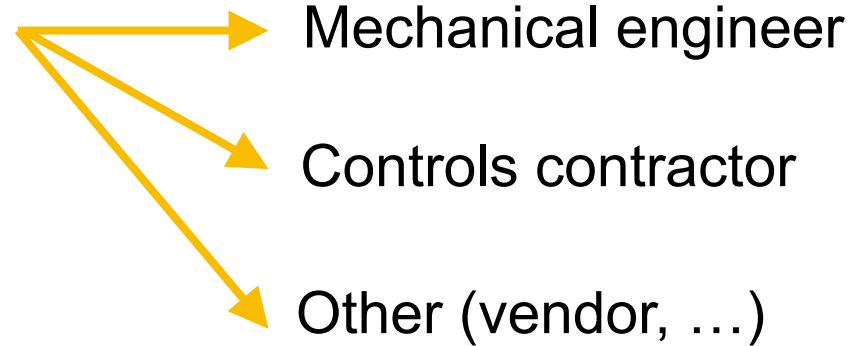 Mechanical engineer
Controls contractor
Other (vendor, …)